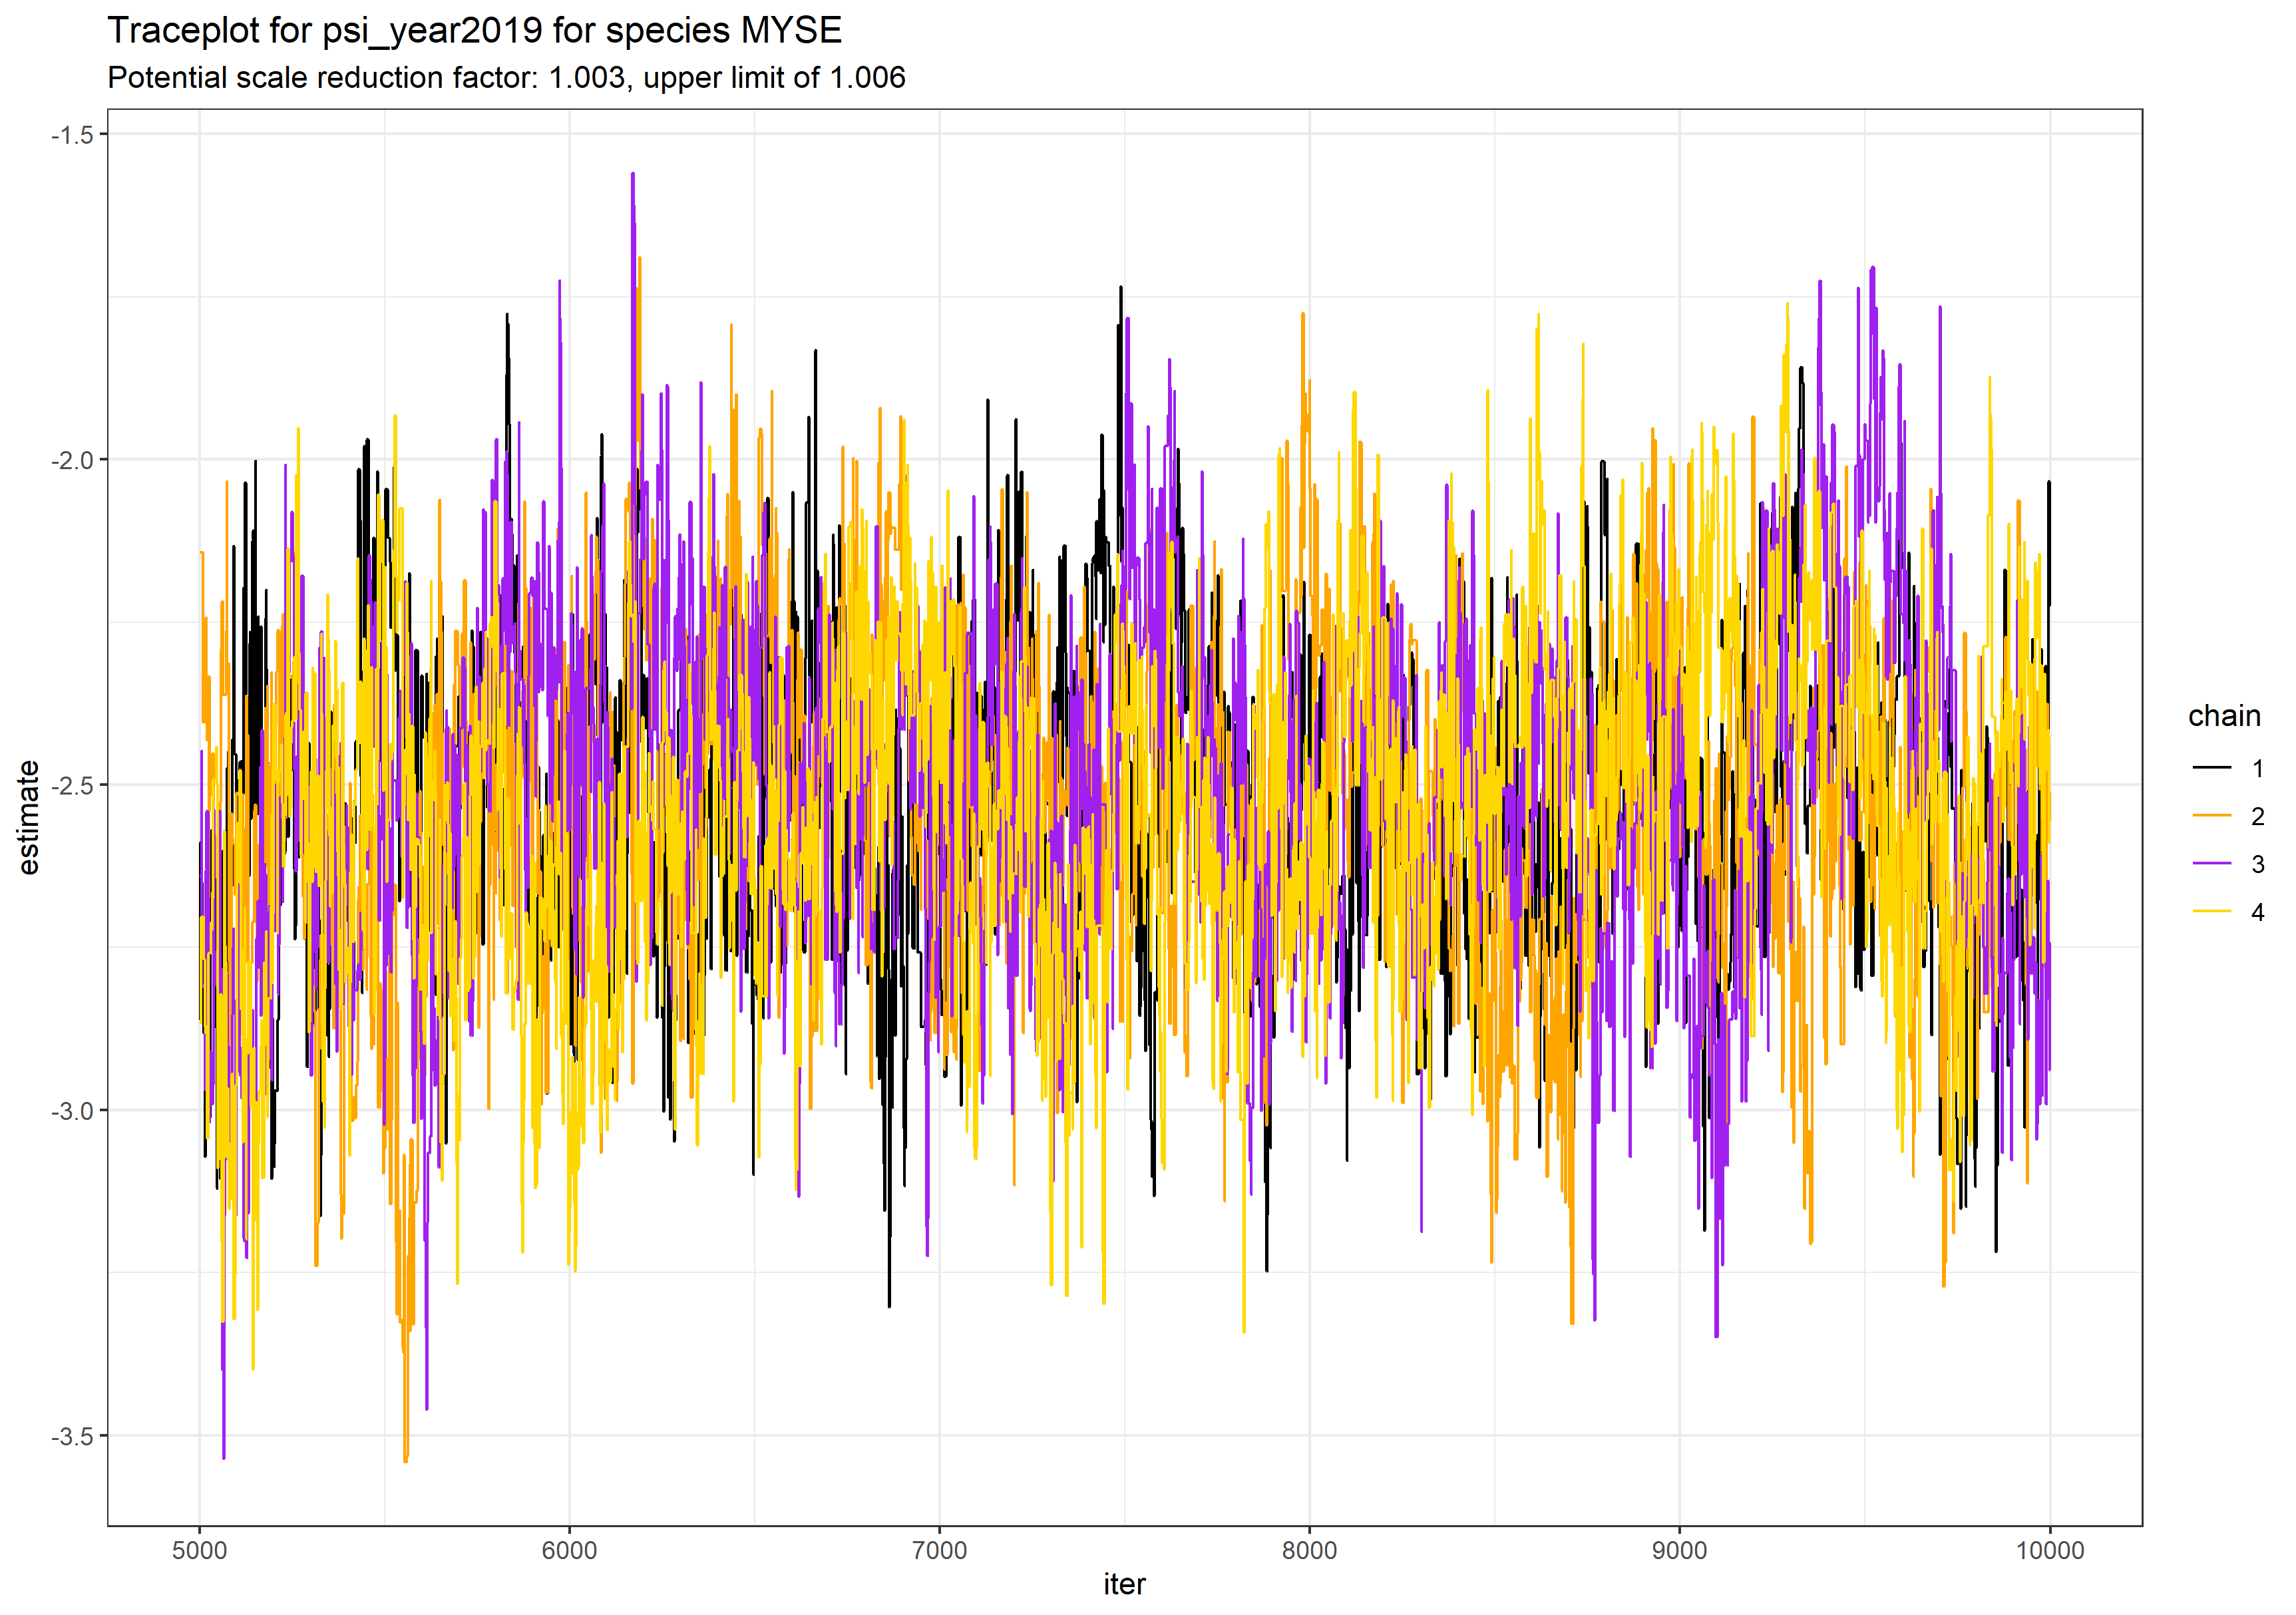 Traceplot for psi_year2019 for species MYSE
Potential scale reduction factor: 1.003, upper limit of 1.006
-1.5
-2.0
-2.5
-3.0
-3.5
estimate
5000 6000 7000 8000 9000 10000
iter
chain
1
2
3
4